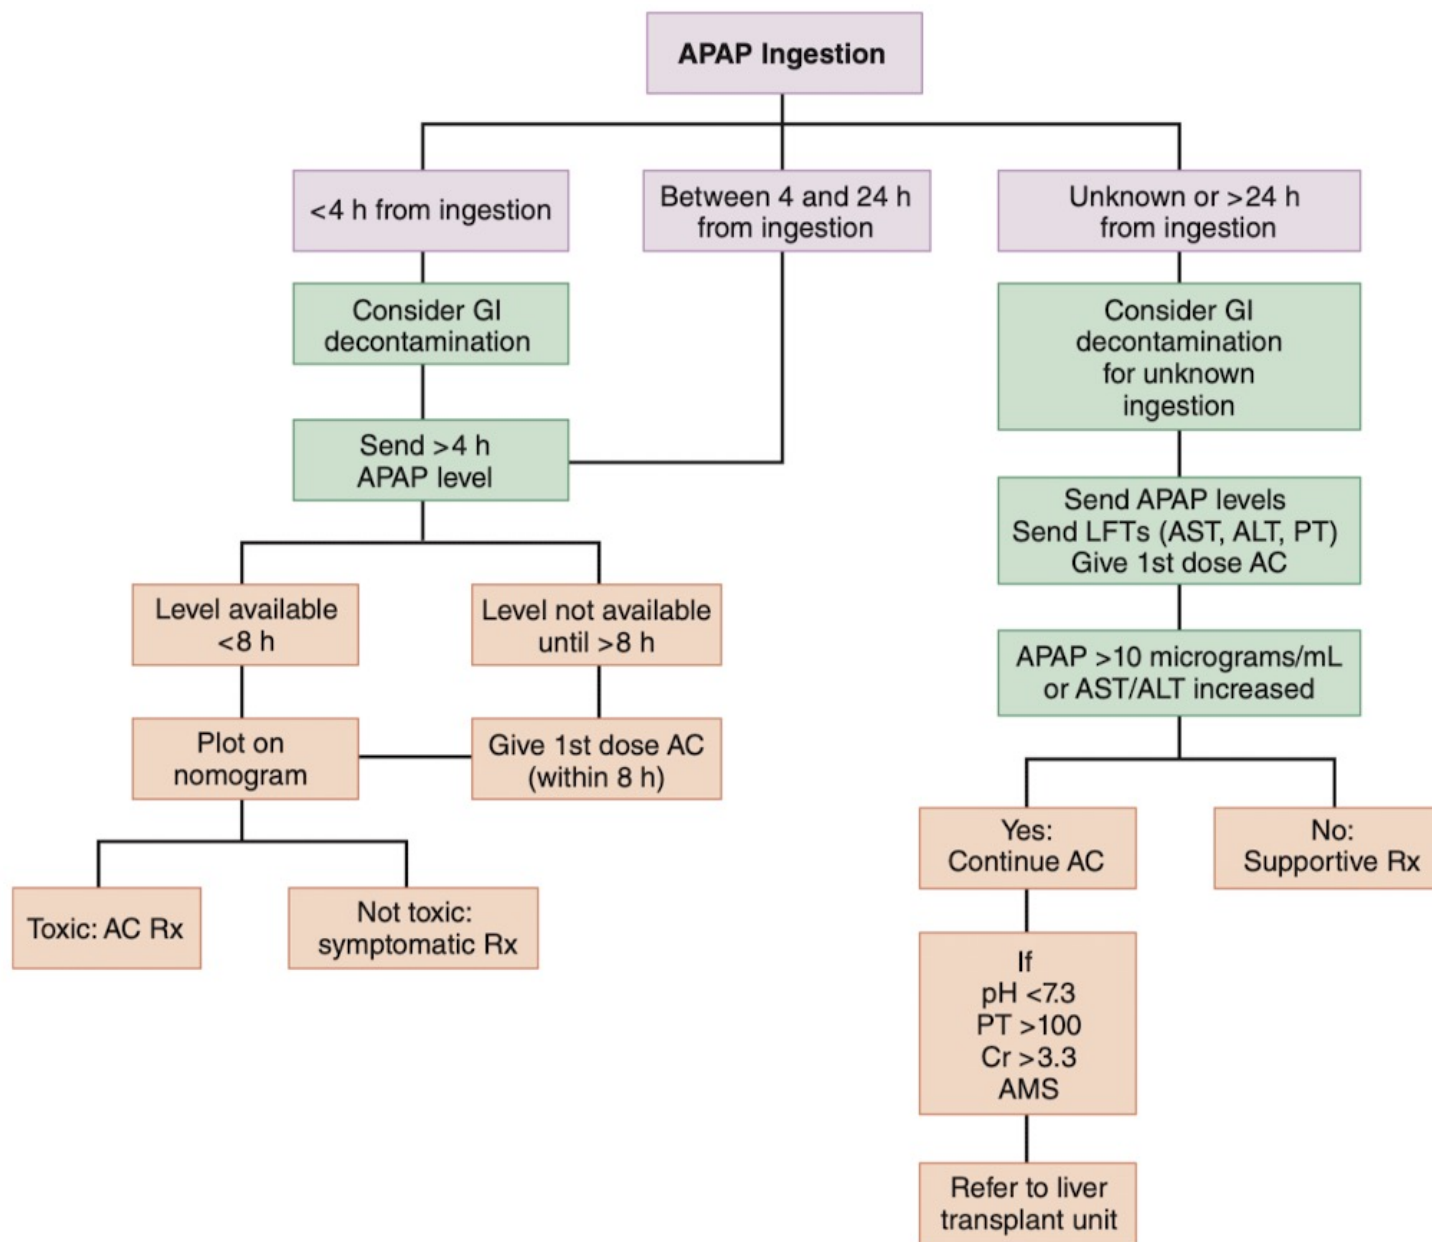 APAP Ingestion
<4 h from ingestion
Between 4 and 24 h
from ingestion
Unknown or >24 h
from ingestion
Consider GI
decontamination
Consider GI
decontamination
for unknown
ingestion
Send >4 h
APAP level
Send APAP levels
Send LFTs (AST, ALT, PT)
Give 1st dose AC
Level available
<8 h
Level not available
until >8 h
APAP >10 micrograms/mL
or AST/ALT increased
Plot on
nomogram
Give 1st dose AC
(within 8 h)
Yes:
Continue AC
No:
Supportive Rx
Toxic: AC Rx
Not toxic:
symptomatic Rx
If
pH <7.3
PT >100
Cr >3.3
AMS
Refer to liver
transplant unit